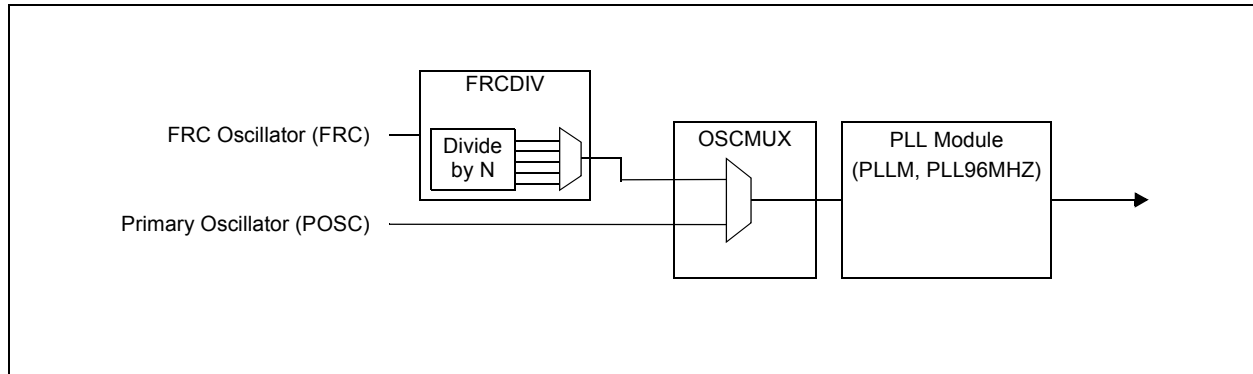 FRCDIV
FRC Oscillator (FRC)
Divide
by N
OSCMUX
PLL Module
(PLLM, PLL96MHZ)
Primary Oscillator (POSC)